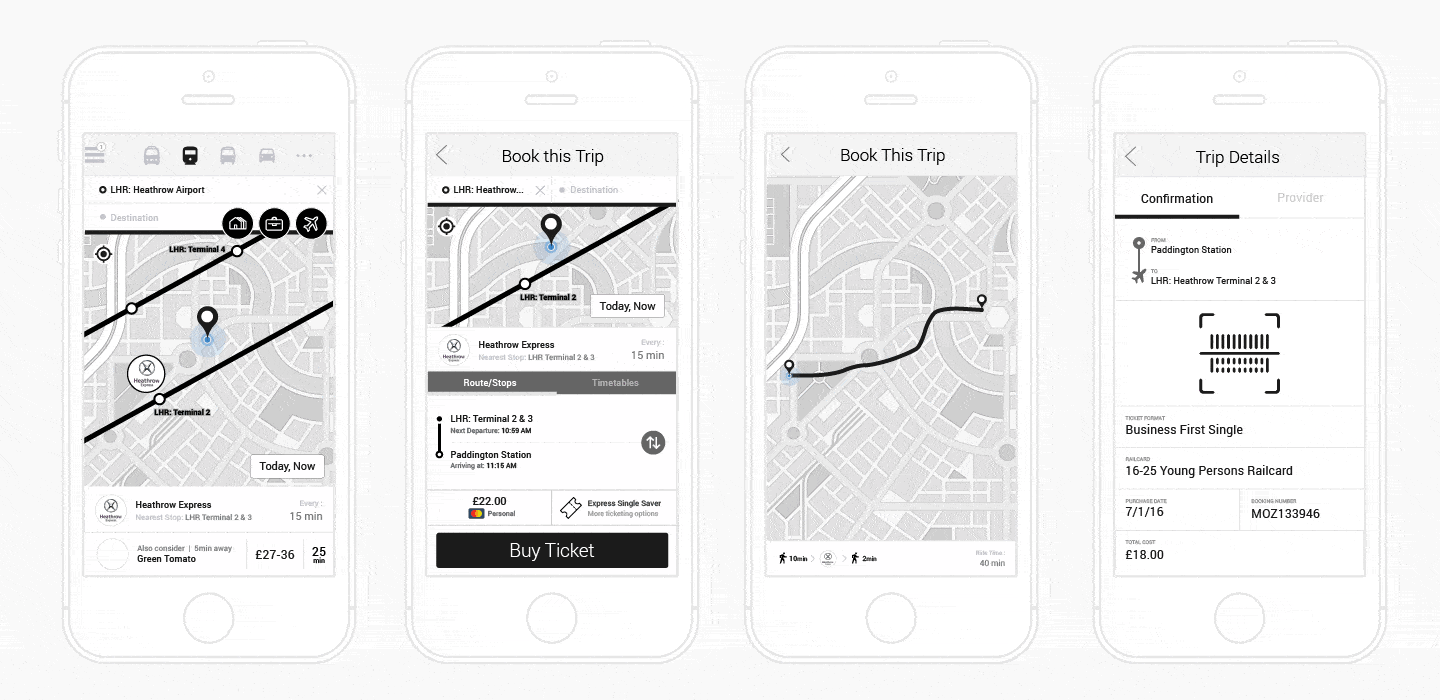 1
LHR: Heathrow Airport
Destination
LHR: Terminal 4
Heathrow
Express
LHR: Terminal 2
Today, Now
Heathrow
Express
Heathrow Express
Every :
Nearest Stop: LHR Terminal 2 & 3
15 min
Also consider | 5min away
Green Tomato
£27-36
25
min
Book this Trip
LHR: Heathrow...
Destination
LHR: Terminal 2
Today, Now
Heathrow
Express
Heathrow Express
Every :
Nearest Stop: LHR Terminal 2 & 3
15 min
Route/Stops
Timetables
LHR: Terminal 2 & 3
Next Departure: 10:59 AM
Paddington Station
Arriving at: 11:15 AM
£22.00
Personal
Express Single Saver
More ticketing options
Buy Ticket
Book This Trip
10min
2min
Ride Time :
40 min
Trip Details
Confirmation
Provider
FROM
Paddington Station
TO
LHR: Heathrow Terminal 2 & 3
TICKET FORMAT
Business First Single
RAILCARD
16-25 Young Persons Railcard
PURCHASE DATE
7/1/16
BOOKING NUMBER
MOZ133946
TOTAL COST
£18.00